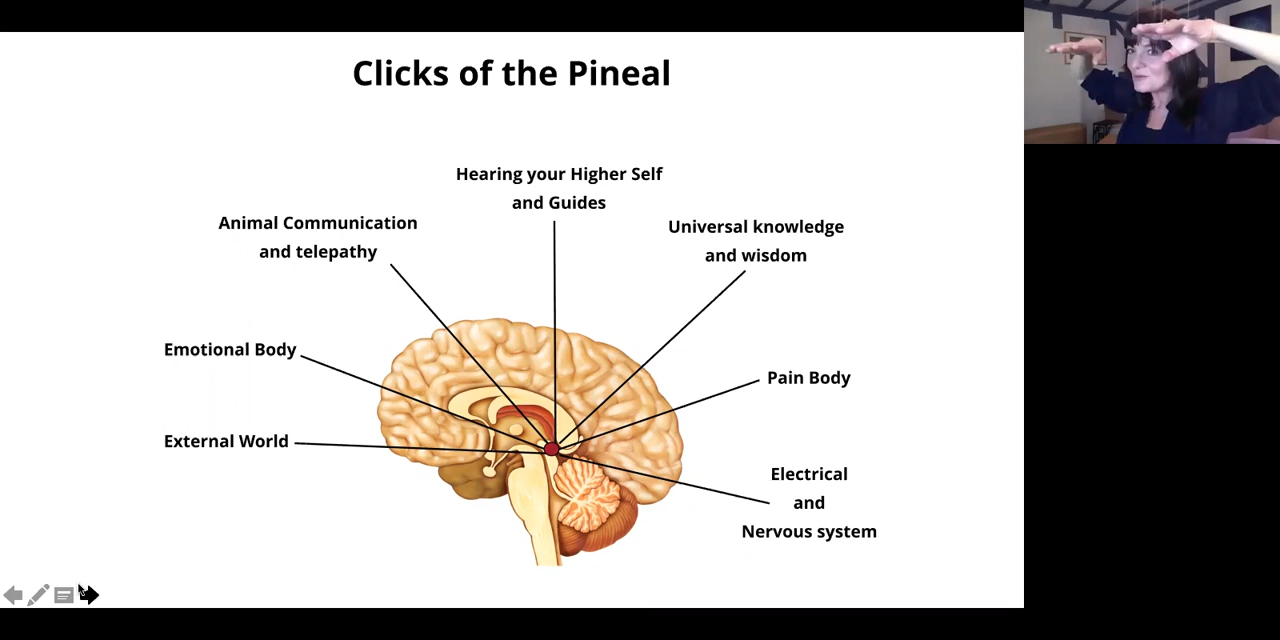 Clicks of the Pineal
Hearing your Higher Self
and Guides
Animal Communication
and telepathy
Universal knowledge
and wisdom
Emotional Body
Pain Body
External World
Electrical
and
Nervous system